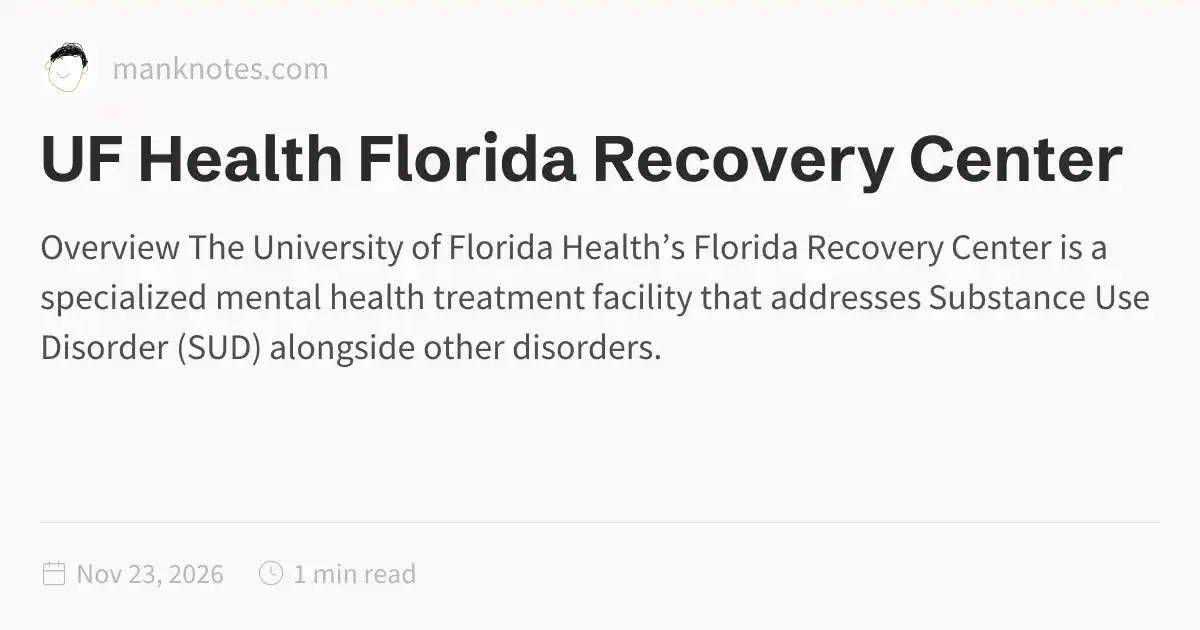 manknotes.com
UF Health Florida Recovery Center
Overview The University of Florida Health’s Florida Recovery Center is a
specialized mental health treatment facility that addresses Substance Use
Disorder (SUD) alongside other disorders.
Nov 23, 2026 1 min read